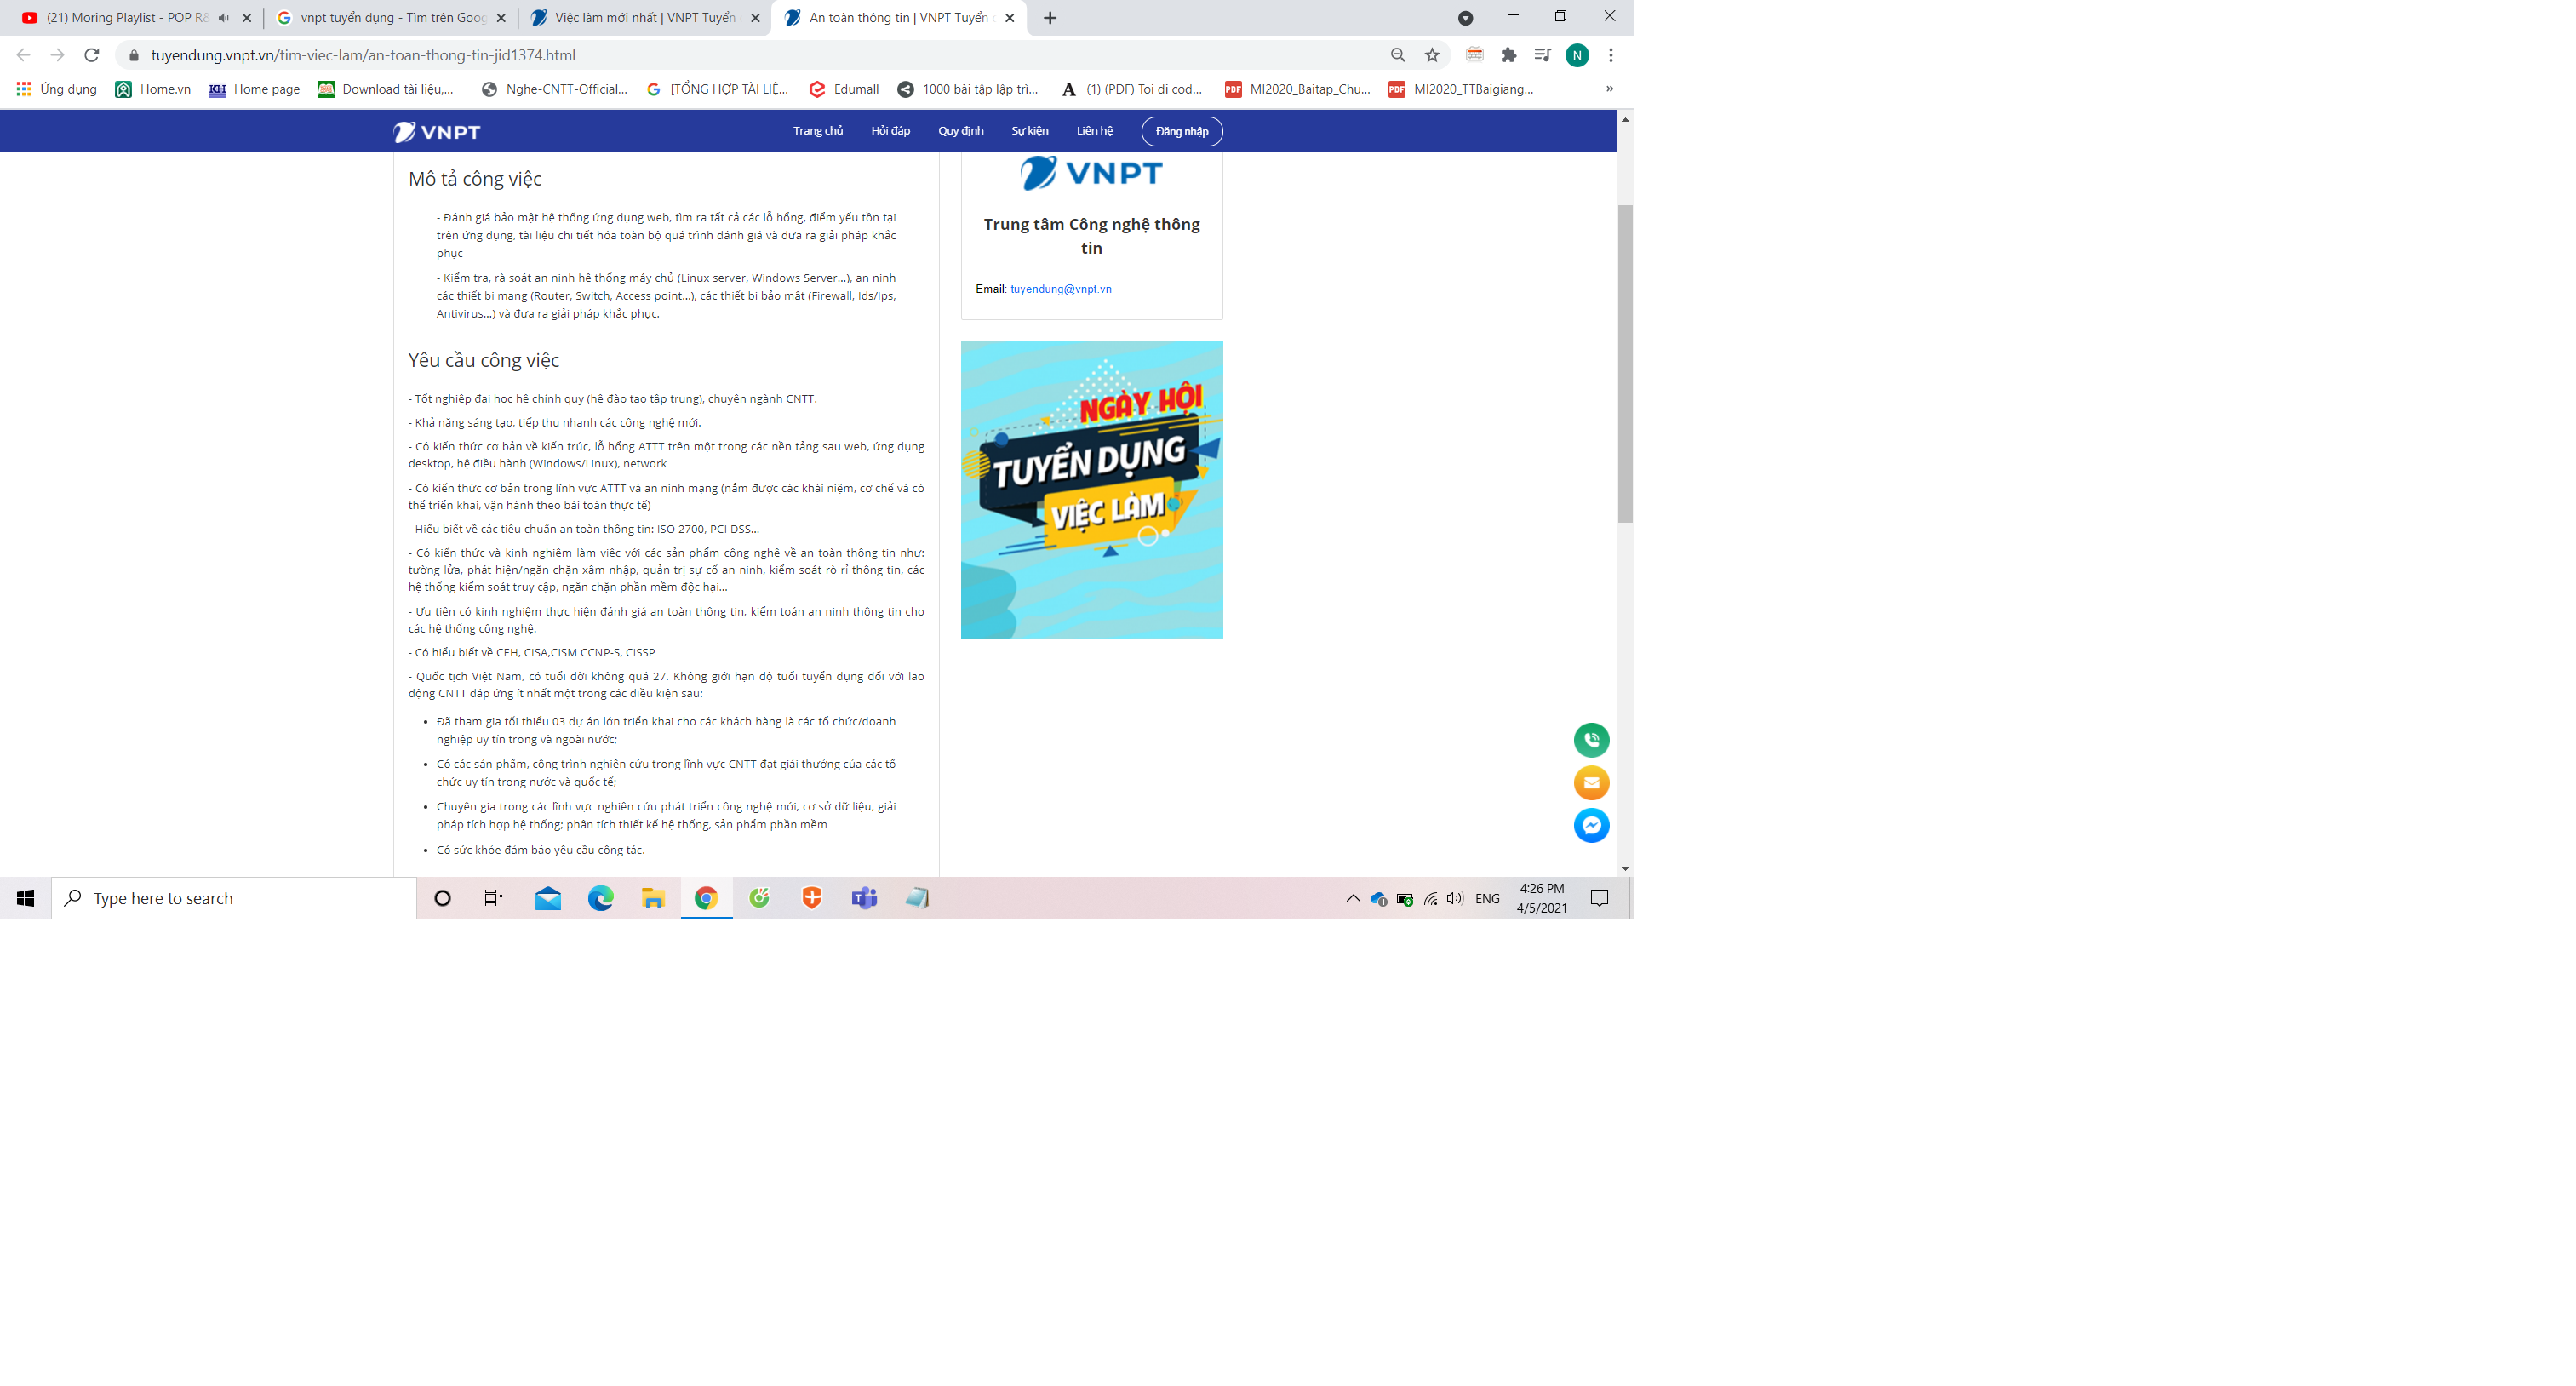 (21) Moring Playlist - POP R&
vnpt tuyển dụng - Tìm trên Goog
Việc làm mới nhất | VNPT Tuyển
An toàn thông tin | VNPT Tuyển
tuyendung.vnpt.vn/tim-viec-lam/an-toan-thong-tin-jid1374.html
N
Ứng dụng
Home.vn
KH Home page
Download tài liệu,...
Nghe-CNTT-Official...
[TỔNG HỢP TÀI LIỆ...
Edumall
1000 bài tập lập trì...
(1) (PDF) Toi di cod...
PDF MI2020_Baitap_Chu...
PDF MI2020_TTBaigiang...
»
VNPT
Trang chủ
Hỏi đáp
Quy định
Sự kiện
Liên hệ
Đăng nhập
Mô tả công việc
- Đánh giá bảo mật hệ thống ứng dụng web, tìm ra tất cả các lỗ hổng, điểm yếu tồn tại
trên ứng dụng, tài liệu chi tiết hóa toàn bộ quá trình đánh giá và đưa ra giải pháp khắc
phục
- Kiểm tra, rà soát an ninh hệ thống máy chủ (Linux server, Windows Server...), an ninh
các thiết bị mạng (Router, Switch, Access point...), các thiết bị bảo mật (Firewall, Ids/Ips,
Antivirus...) và đưa ra giải pháp khắc phục.
Yêu cầu công việc
- Tốt nghiệp đại học hệ chính quy (hệ đào tạo tập trung), chuyên ngành CNTT.
- Khả năng sáng tạo, tiếp thu nhanh các công nghệ mới.
- Có kiến thức cơ bản về kiến trúc, lỗ hổng ATTT trên một trong các nền tảng sau web, ứng dụng
desktop, hệ điều hành (Windows/Linux), network
- Có kiến thức cơ bản trong lĩnh vực ATTT và an ninh mạng (nắm được các khái niệm, cơ chế và có
thể triển khai, vận hành theo bài toán thực tế)
- Hiểu biết về các tiêu chuẩn an toàn thông tin: ISO 2700, PCI DSS...
- Có kiến thức và kinh nghiệm làm việc với các sản phẩm công nghệ về an toàn thông tin như:
tường lửa, phát hiện/ngăn chặn xâm nhập, quản trị sự cố an ninh, kiểm soát rò rỉ thông tin, các
hệ thống kiểm soát truy cập, ngăn chặn phần mềm độc hại...
- Ưu tiên có kinh nghiệm thực hiện đánh giá an toàn thông tin, kiểm toán an ninh thông tin cho
các hệ thống công nghệ.
- Có hiểu biết về CEH, CISA,CISM CCNP-S, CISSP
- Quốc tịch Việt Nam, có tuổi đời không quá 27. Không giới hạn độ tuổi tuyển dụng đối với lao
động CNTT đáp ứng ít nhất một trong các điều kiện sau:
• Đã tham gia tối thiểu 03 dự án lớn triển khai cho các khách hàng là các tổ chức/doanh
nghiệp uy tín trong và ngoài nước;
• Có các sản phẩm, công trình nghiên cứu trong lĩnh vực CNTT đạt giải thưởng của các tổ
chức uy tín trong nước và quốc tế;
• Chuyên gia trong các lĩnh vực nghiên cứu phát triển công nghệ mới, cơ sở dữ liệu, giải
pháp tích hợp hệ thống; phân tích thiết kế hệ thống, sản phẩm phần mềm
• Có sức khỏe đảm bảo yêu cầu công tác.
VNPT
Trung tâm Công nghệ thông
tin
Email: tuyendung@vnpt.vn
NGÀY HỘI
TUYỂN DỤNG
VIỆC LÀM
Type here to search
ENG
4:26 PM
4/5/2021